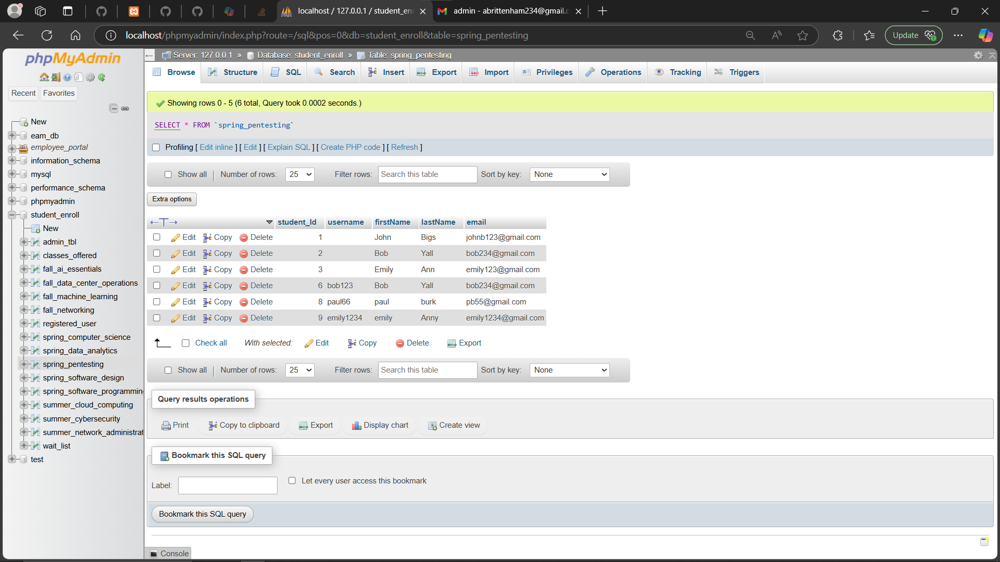 localhost / 127.0.0.1 / student_enr
admin - abrittenham234@gmail.c
localhost/phpmyadmin/index.php?route=/sql&pos=0&db=student_enroll&table=spring_pentesting
Update
phpMyAdmin
Recent Favorites
New
eam_db
employee_portal
information_schema
mysql
performance_schema
phpmyadmin
student_enroll
New
admin_tbl
classes_offered
fall_ai_essentials
fall_data_center_operations
fall_machine_learning
fall_networking
registered_user
spring_computer_science
spring_data_analytics
spring_pentesting
spring_software_design
spring_software_programming
summer_cloud_computing
summer_cybersecurity
summer_network_administrat
wait_list
test
Server: 127.0.0.1 » Database: student_enroll » Table: spring_pentesting
Browse Structure SQL Search Insert Export Import Privileges Operations Tracking Triggers
Showing rows 0 - 5 (6 total, Query took 0.0002 seconds.)
SELECT * FROM `spring_pentesting`
Profiling [ Edit inline ] [ Edit ] [ Explain SQL ] [ Create PHP code ] [ Refresh ]
Show all | Number of rows: 25 Filter rows: Search this table Sort by key: None
Extra options
←T→ student_Id username firstName lastName email
Edit Copy Delete 1 John Bigs johnb123@gmail.com
Edit Copy Delete 2 Bob Yall bob234@gmail.com
Edit Copy Delete 3 Emily Ann emily123@gmail.com
Edit Copy Delete 6 bob123 Bob Yall bob234@gmail.com
Edit Copy Delete 8 paul66 paul burk pb55@gmail.com
Edit Copy Delete 9 emily1234 emily Anny emily1234@gmail.com
Check all With selected: Edit Copy Delete Export
Show all | Number of rows: 25 Filter rows: Search this table Sort by key: None
Query results operations
Print Copy to clipboard Export Display chart Create view
Bookmark this SQL query
Label: Let every user access this bookmark
Bookmark this SQL query
Console